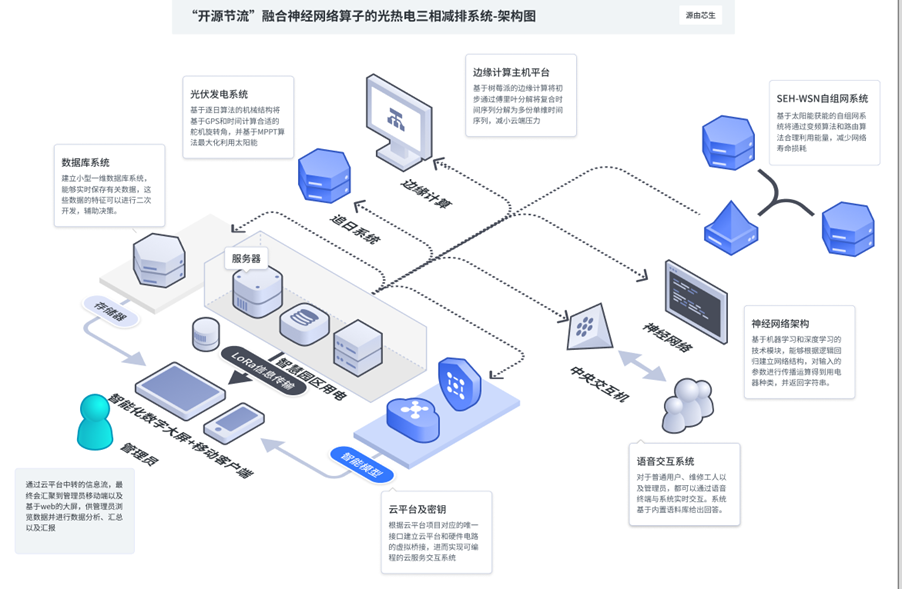 “开源节流”融合神经网络算子的光热电三相减排系统-架构图
源由芯生
边缘计算主机平台
基于树莓派的边缘计算将初
步通过傅里叶分解将复合时
间序列分解为多份单维时间
序列，减小云端压力
光伏发电系统
基于逐日算法的机械结构将
基于GPS和时间计算合适的
舵机旋转角，并基于MPPT算
法最大化利用太阳能
SEH-WSN自组网系统
基于太阳能获能的自组网系
统将通过变频算法和路由算
法合理利用能量，减少网络
寿命损耗
数据库系统
建立小型一维数据库系统，
能够实时保存有关数据，这
些数据的特征可以进行二次
开发，辅助决策。
边缘计算
追日系统
服务器
存储器
神经网络
神经网络架构
基于机器学习和深度学习的
技术模块，能够根据逻辑回
归建立网络结构，对输入的
参数进行传播运算得到用电
器种类，并返回字符串。
LoRa信息传输
智慧园区用电
中央交互机
智能化数字大屏+移动客户端
管理员
智能模型
语音交互系统
对于普通用户、维修工人以
及管理员，都可以通过语音
终端与系统实时交互。系统
基于内置语料库给出回答。
通过云平台中转的信息流，最
终会汇聚到管理员移动端以及
基于web的大屏，供管理员浏
览数据并进行数据分析、汇总
以及汇报
云平台及密钥
根据云平台项目对应的唯一
接口建立云平台和硬件电路
的虚拟桥接，进而实现可编
程的云服务交互系统